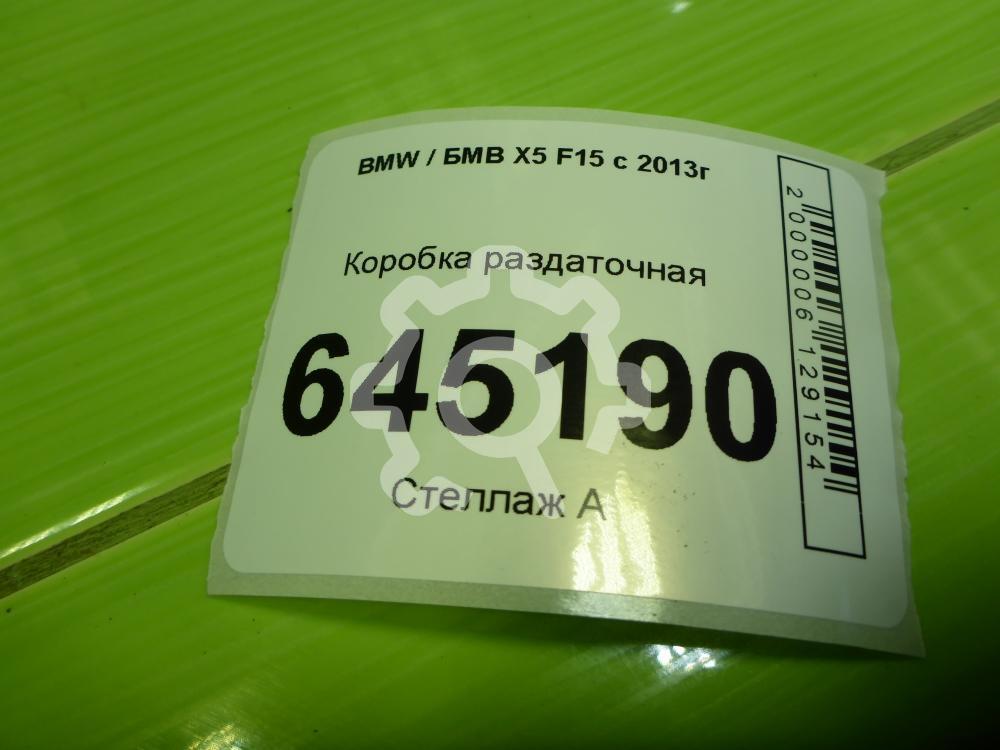 BMW / БМВ X5 F15 с 2013г
Коробка раздаточная
645190
Стеллаж А
2000006129154